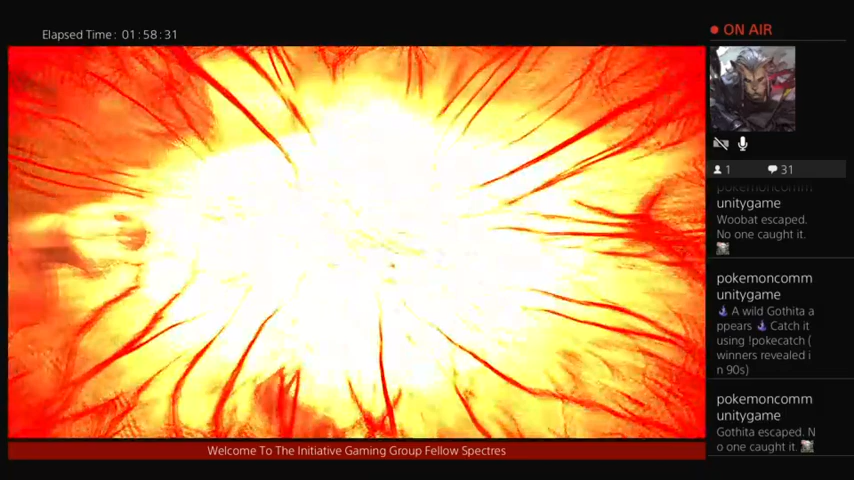 Elapsed Time: 01:58:31
ON AIR
1 31
pokemoncomm
unitygame
Woobat escaped.
No one caught it.
pokemoncomm
unitygame
A wild Gothita a
ppears Catch it
using !pokecatch (
winners revealed i
n 90s)
pokemoncomm
unitygame
Gothita escaped. N
o one caught it.
Welcome To The Initiative Gaming Group Fellow Spectres